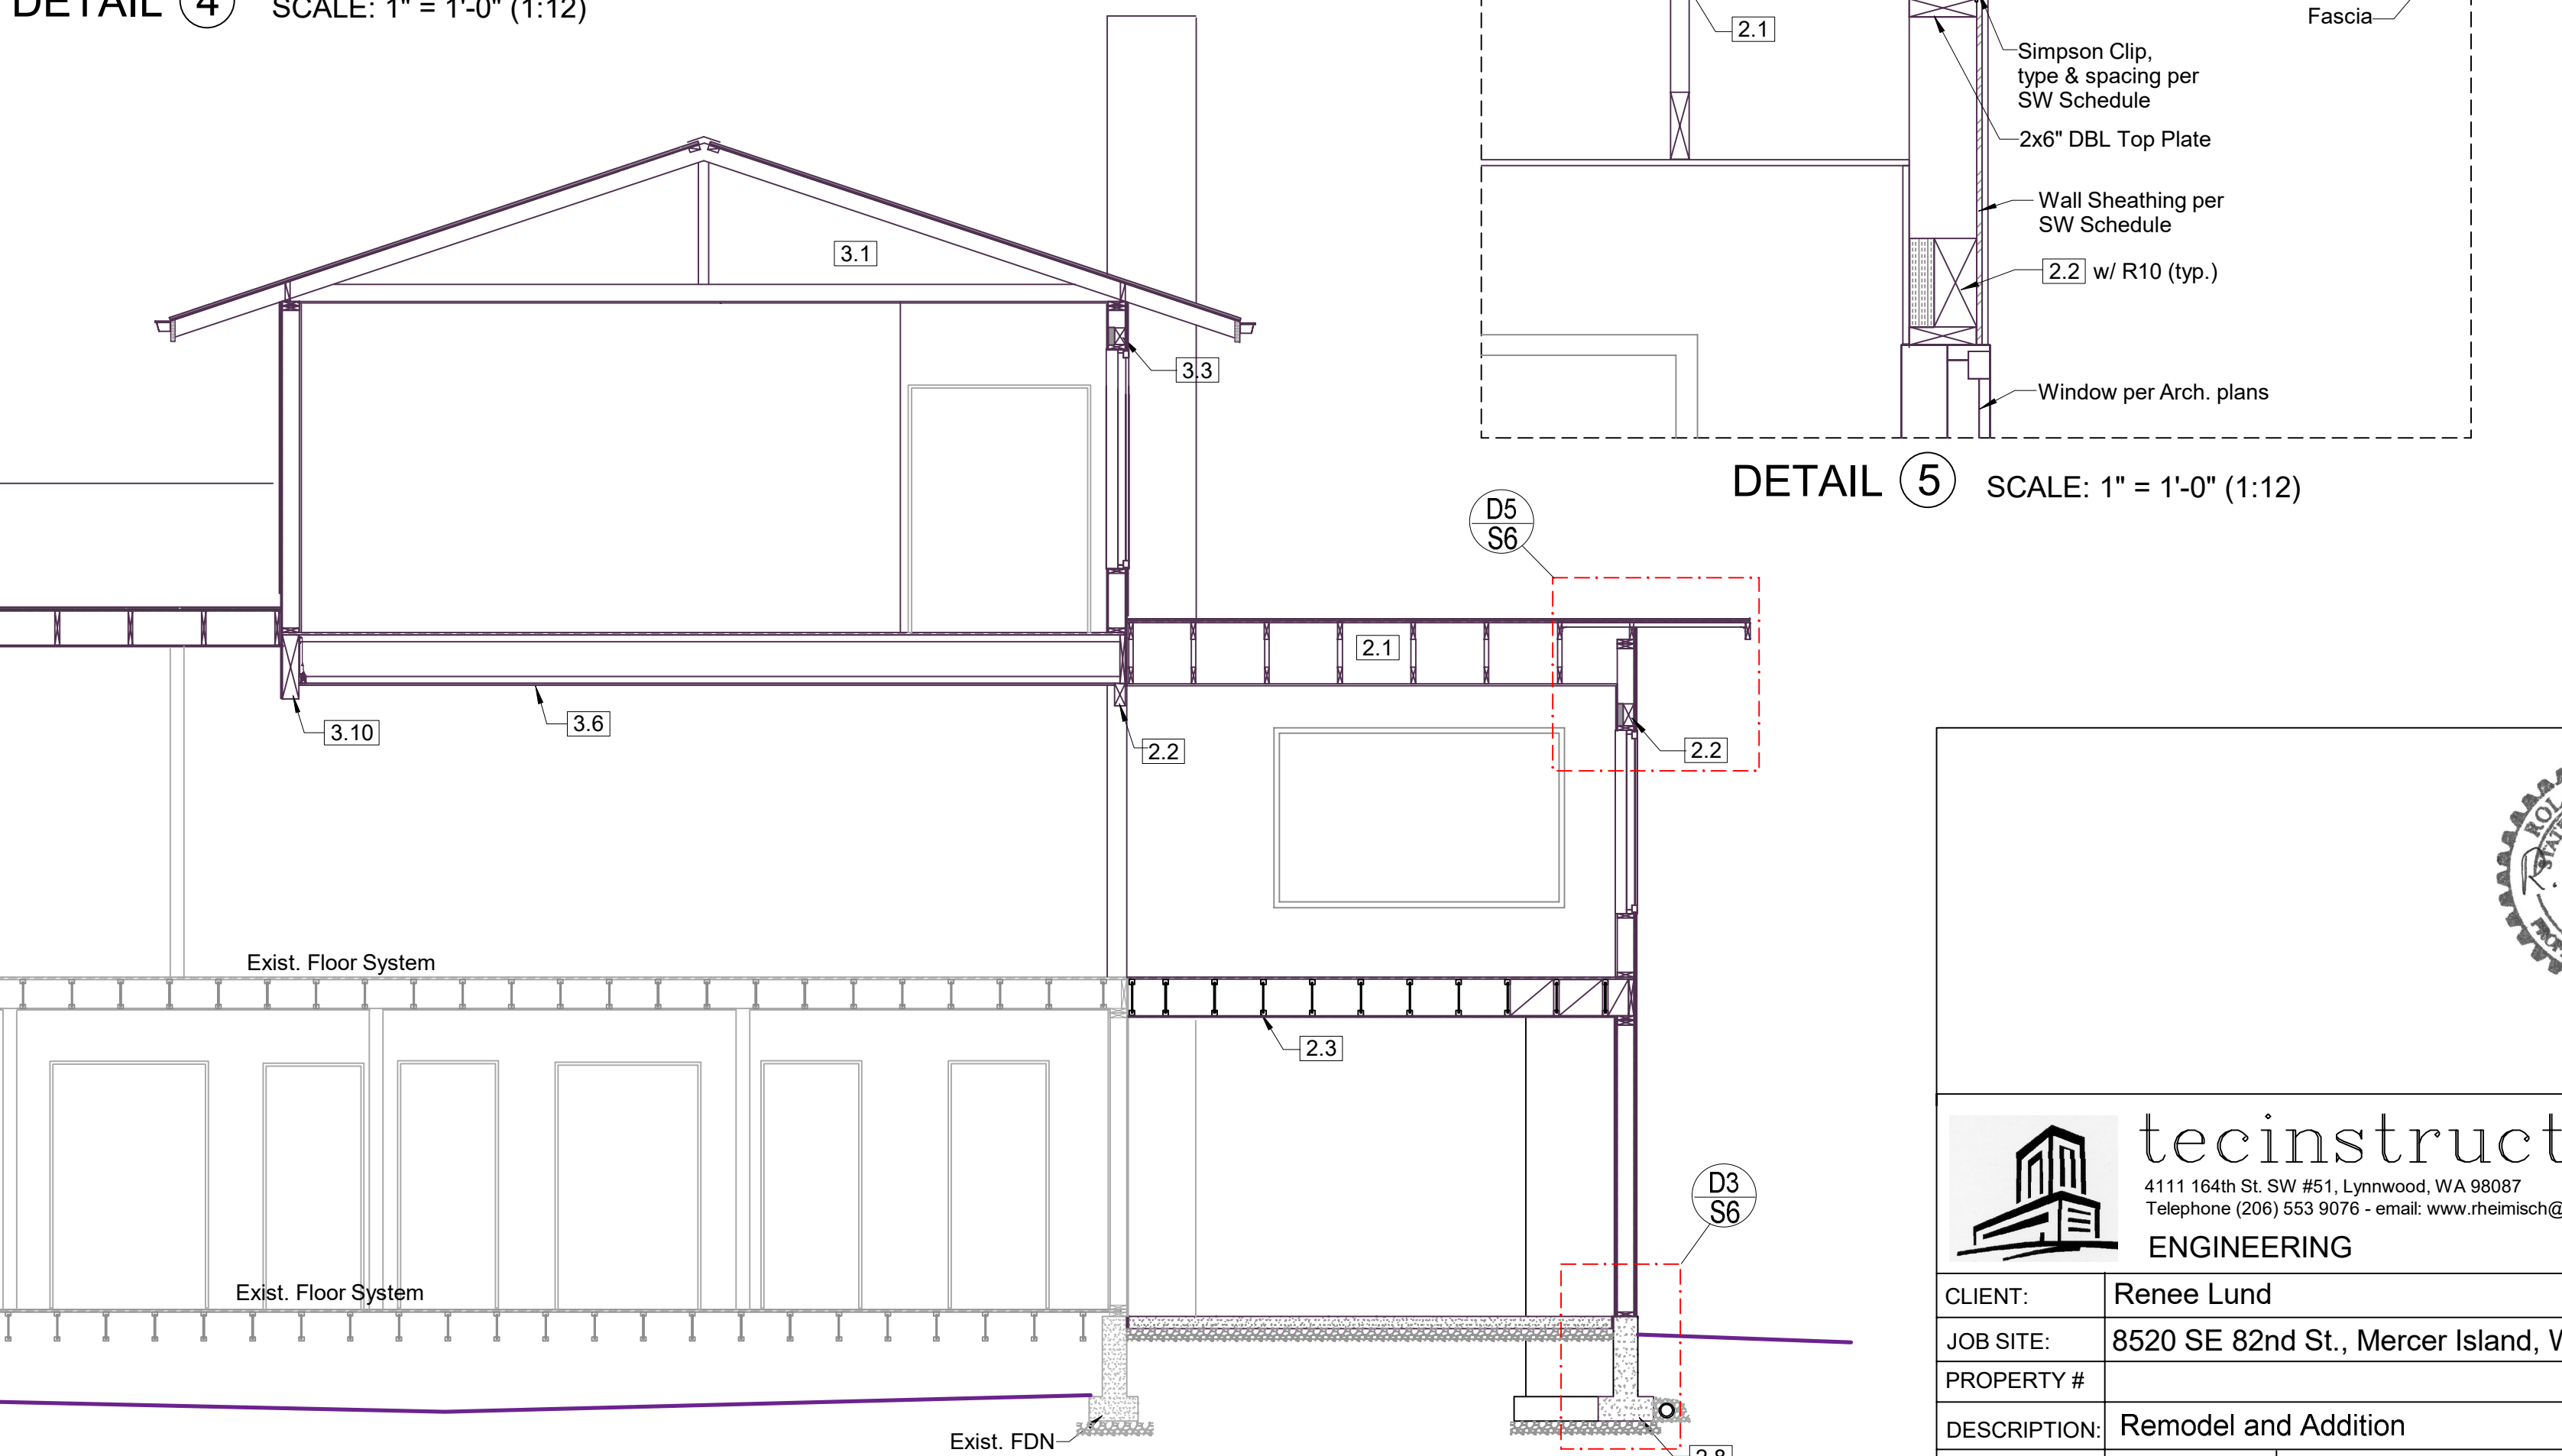 DETAIL 4 SCALE: 1" = 1'-0" (1:12)
2.1
Fascia
Simpson Clip,
type & spacing per
SW Schedule
2x6" DBL Top Plate
Wall Sheathing per
SW Schedule
2.2 w/ R10 (typ.)
Window per Arch. plans
DETAIL 5 SCALE: 1" = 1'-0" (1:12)
3.1
3.3
D5
S6
2.1
3.10
3.6
2.2
2.2
Exist. Floor System
2.3
Exist. Floor System
D3
S6
Exist. FDN
2.8
ROL
STATE
tecinstruct
4111 164th St. SW #51, Lynnwood, WA 98087
Telephone (206) 553 9076 - email: www.rheimisch@
ENGINEERING
CLIENT: Renee Lund
JOB SITE: 8520 SE 82nd St., Mercer Island, W
PROPERTY #
DESCRIPTION: Remodel and Addition